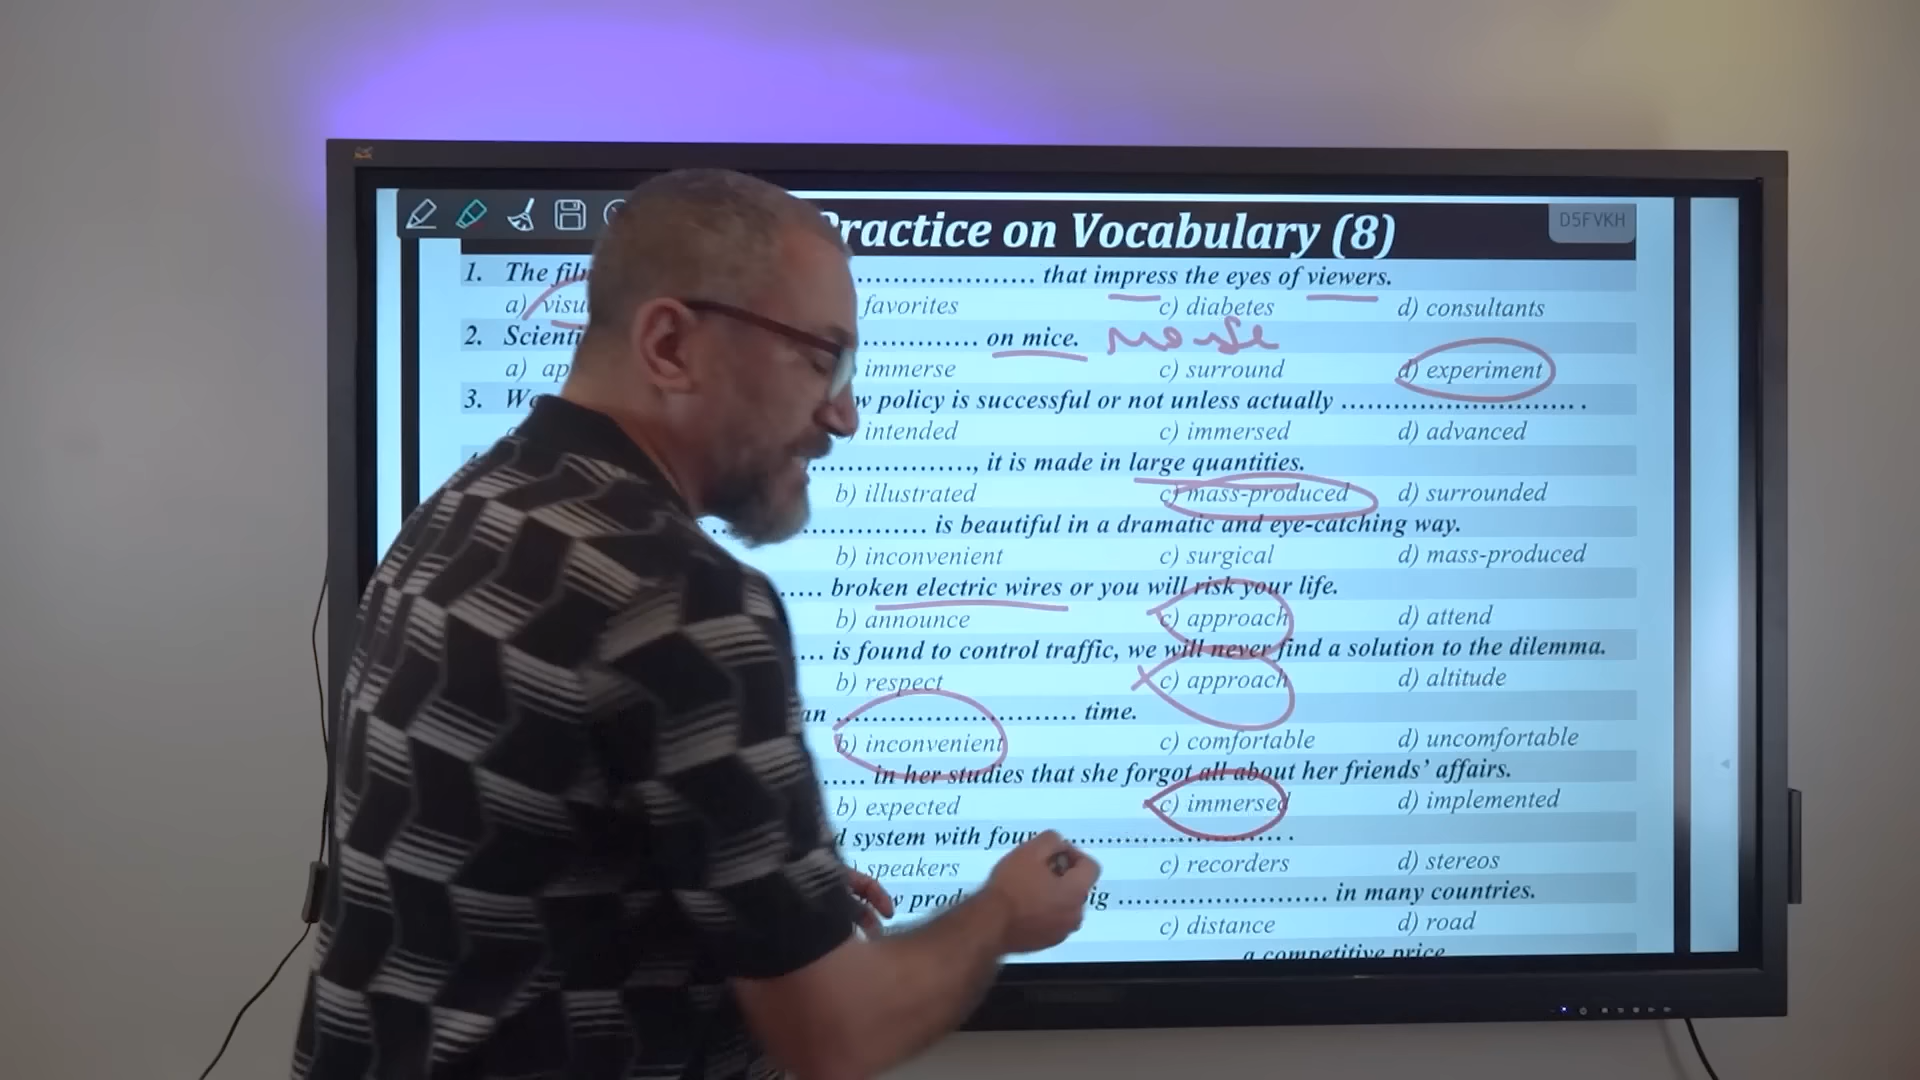 Practice on Vocabulary (8)
D5FVKH
1. The film ........................ that impress the eyes of viewers.
a) visu favorites c) diabetes d) consultants
2. Scienti ............. on mice. mouse
a) ap immerse c) surround d) experiment
3. We w policy is successful or not unless actually .......................... .
intended c) immersed d) advanced
..................., it is made in large quantities.
b) illustrated c) mass-produced d) surrounded
...................... is beautiful in a dramatic and eye-catching way.
b) inconvenient c) surgical d) mass-produced
..... broken electric wires or you will risk your life.
b) announce c) approach d) attend
... is found to control traffic, we will never find a solution to the dilemma.
b) respect c) approach d) altitude
an ........................... time.
b) inconvenient c) comfortable d) uncomfortable
..... in her studies that she forgot all about her friends’ affairs.
b) expected c) immersed d) implemented
d system with four ........................ .
) speakers c) recorders d) stereos
w prod ig ........................ in many countries.
c) distance d) road
a competitive price